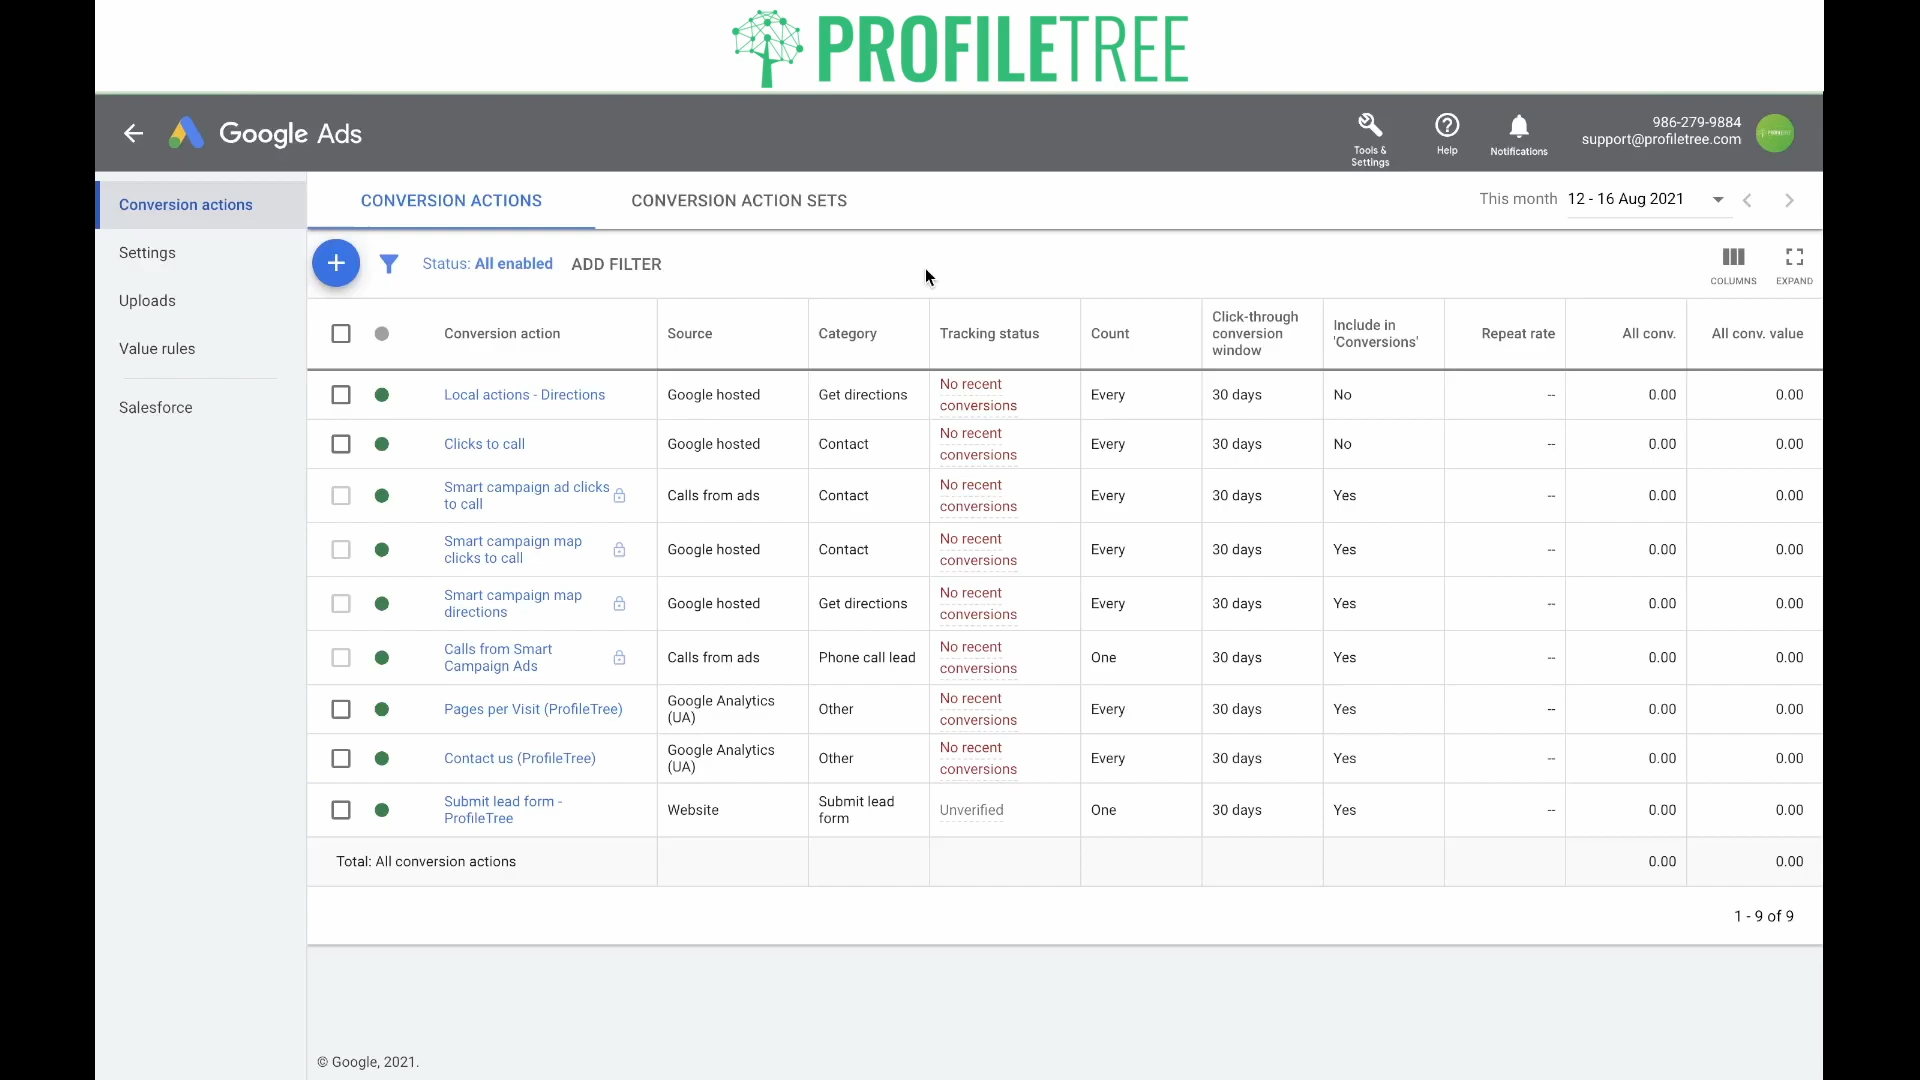 PROFILETREE
Google Ads
Tools &
Settings
Help
Notifications
986-279-9884
support@profiletree.com
Conversion actions
Settings
Uploads
Value rules
Salesforce
CONVERSION ACTIONS
CONVERSION ACTION SETS
This month 12 - 16 Aug 2021
Status: All enabled
ADD FILTER
COLUMNS
EXPAND
Conversion action
Source
Category
Tracking status
Count
Click-through
conversion
window
Include in
'Conversions'
Repeat rate
All conv.
All conv. value
Local actions - Directions
Google hosted
Get directions
No recent
conversions
Every
30 days
No
--
0.00
0.00
Clicks to call
Google hosted
Contact
No recent
conversions
Every
30 days
No
--
0.00
0.00
Smart campaign ad clicks
to call
Calls from ads
Contact
No recent
conversions
Every
30 days
Yes
--
0.00
0.00
Smart campaign map
clicks to call
Google hosted
Contact
No recent
conversions
Every
30 days
Yes
--
0.00
0.00
Smart campaign map
directions
Google hosted
Get directions
No recent
conversions
Every
30 days
Yes
--
0.00
0.00
Calls from Smart
Campaign Ads
Calls from ads
Phone call lead
No recent
conversions
One
30 days
Yes
--
0.00
0.00
Pages per Visit (ProfileTree)
Google Analytics
(UA)
Other
No recent
conversions
Every
30 days
Yes
--
0.00
0.00
Contact us (ProfileTree)
Google Analytics
(UA)
Other
No recent
conversions
Every
30 days
Yes
--
0.00
0.00
Submit lead form -
ProfileTree
Website
Submit lead
form
Unverified
One
30 days
Yes
--
0.00
0.00
Total: All conversion actions
0.00
0.00
1 - 9 of 9
© Google, 2021.